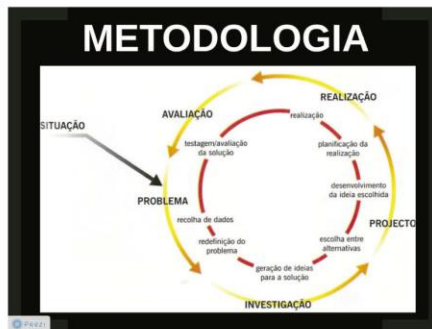 METODOLOGIA
REALIZAÇÃO
AVALIAÇÃO
realização
SITUAÇÃO
testagem/avaliação
da solução
planificação da
realização
desenvolvimento
da ideia escolhida
PROBLEMA
recolha de dados
PROJECTO
redefinição do
problema
escolha entre
alternativas
geração de ideias
para a solução
INVESTIGAÇÃO
Prezi